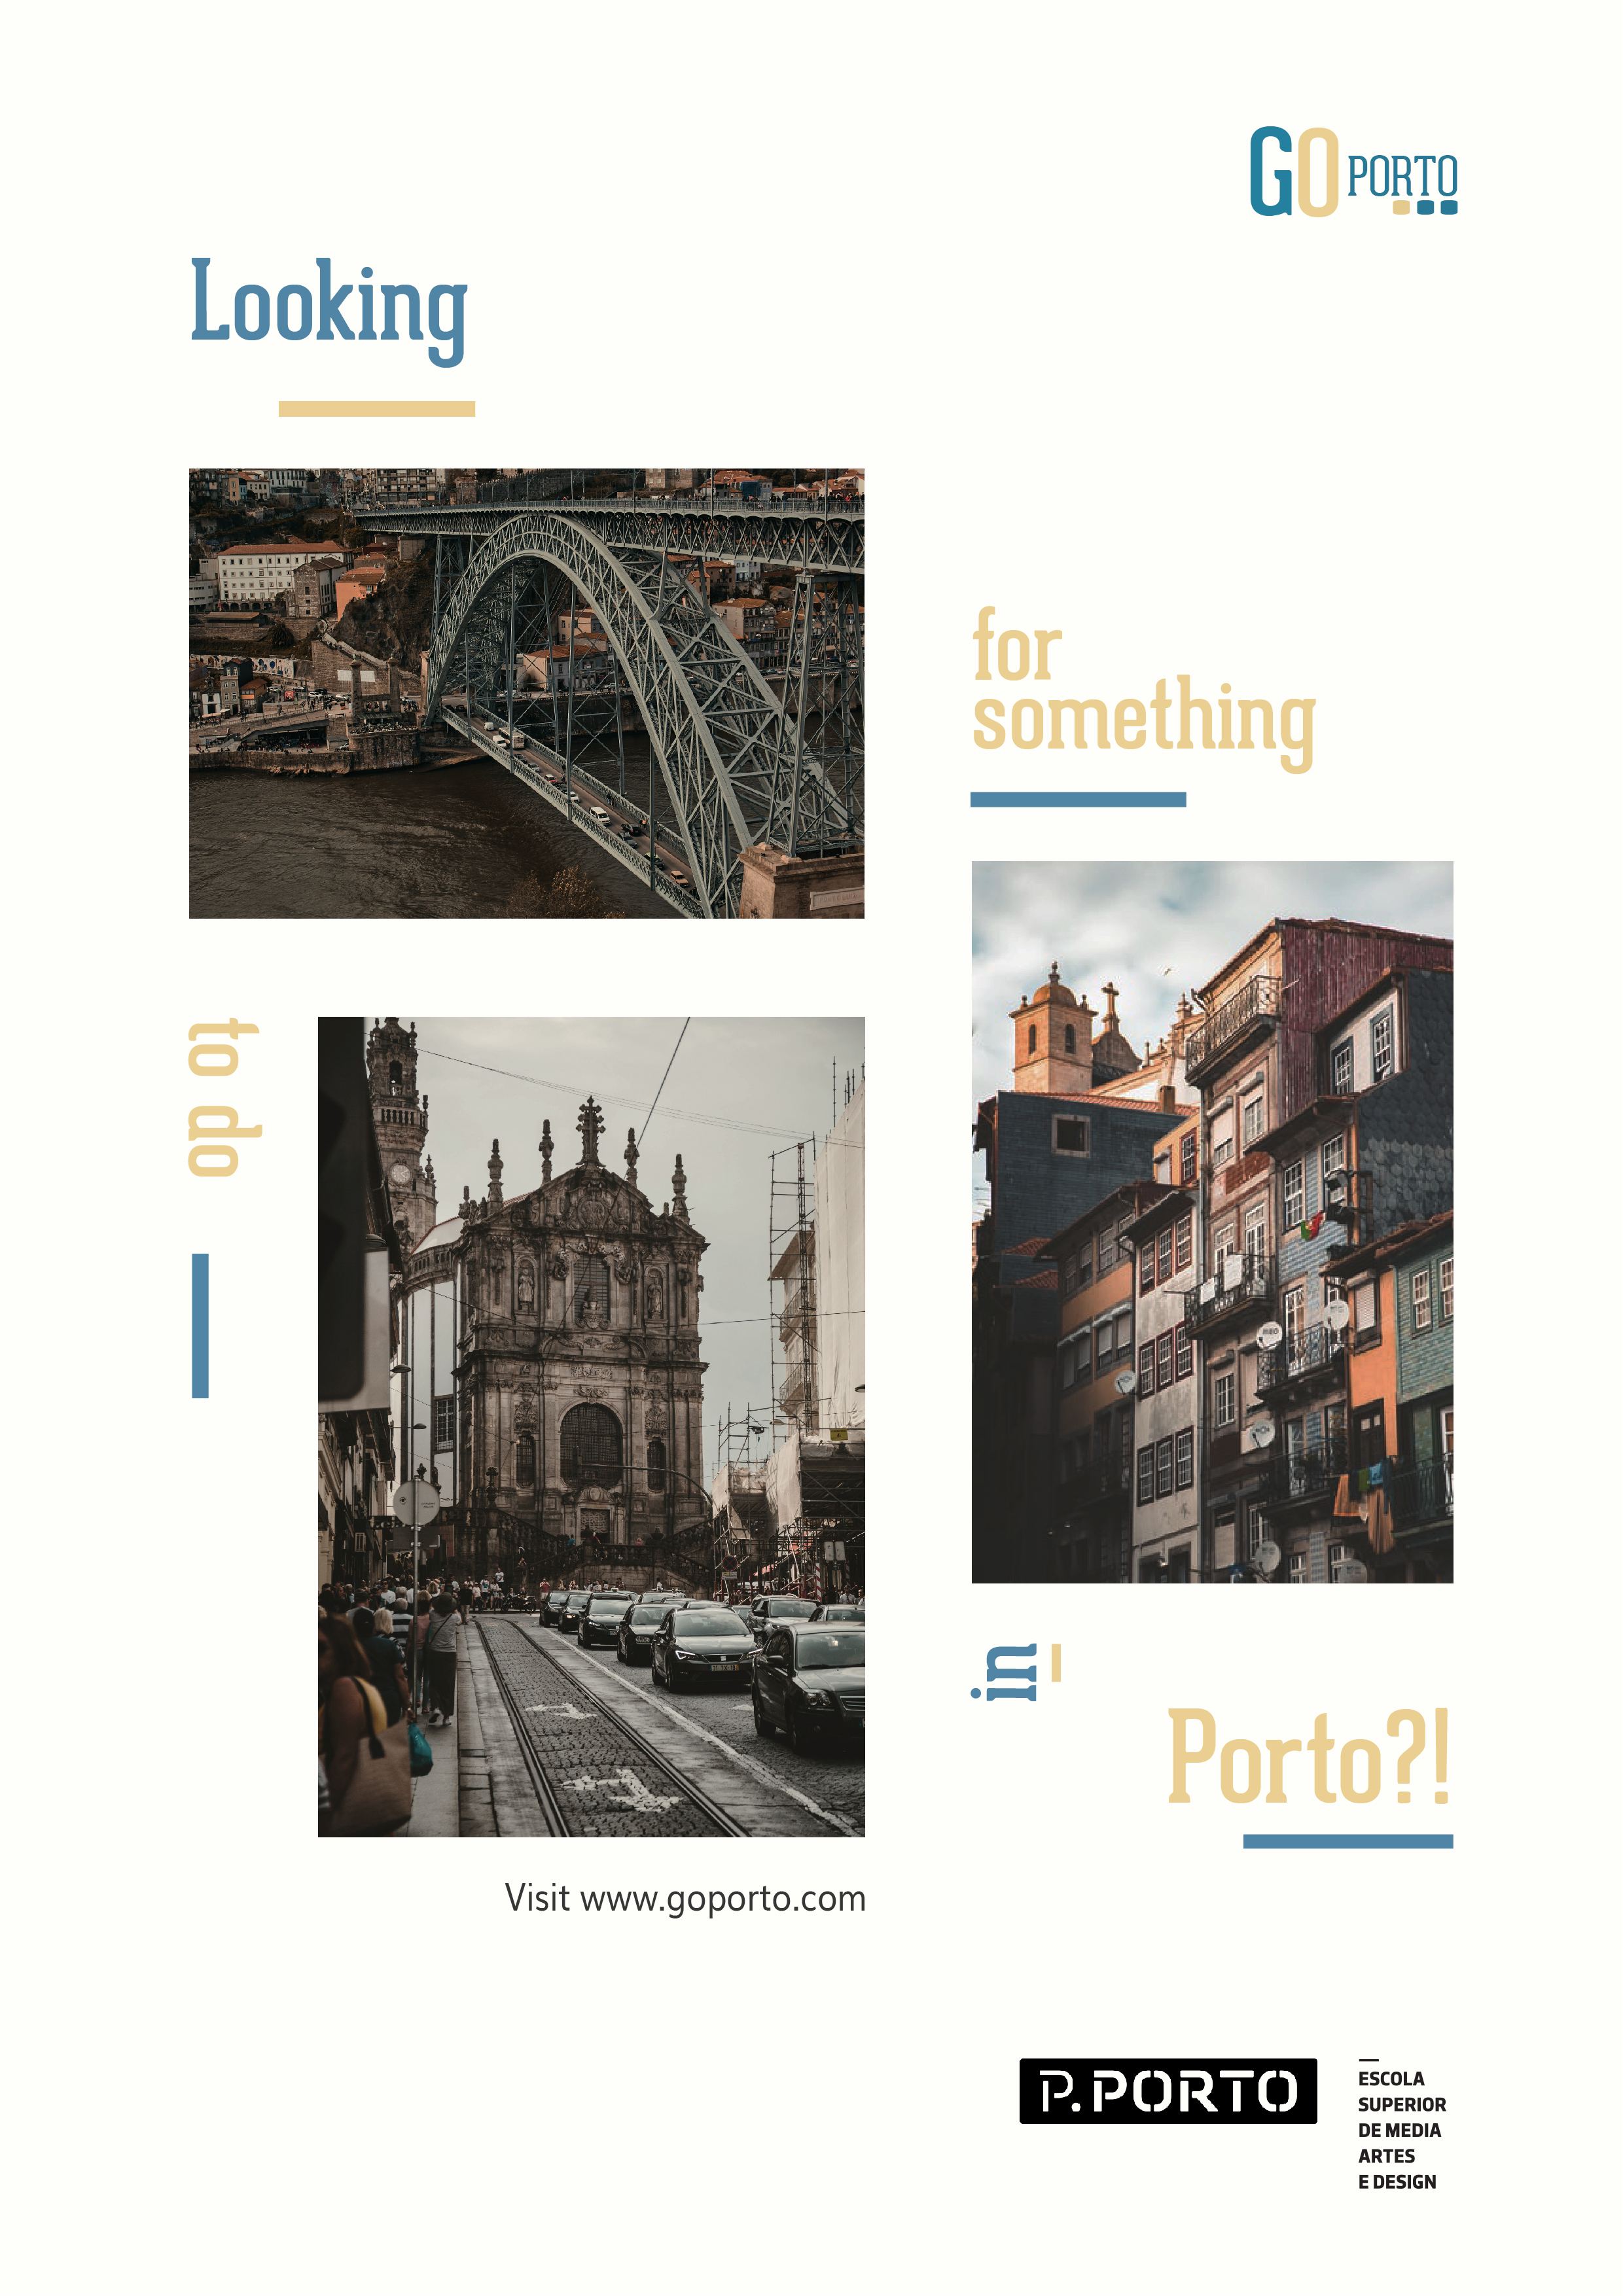 GO PORTO
Looking
for
something
to do
in
Porto?!
Visit www.goporto.com
P.PORTO
ESCOLA
SUPERIOR
DE MEDIA
ARTES
E DESIGN